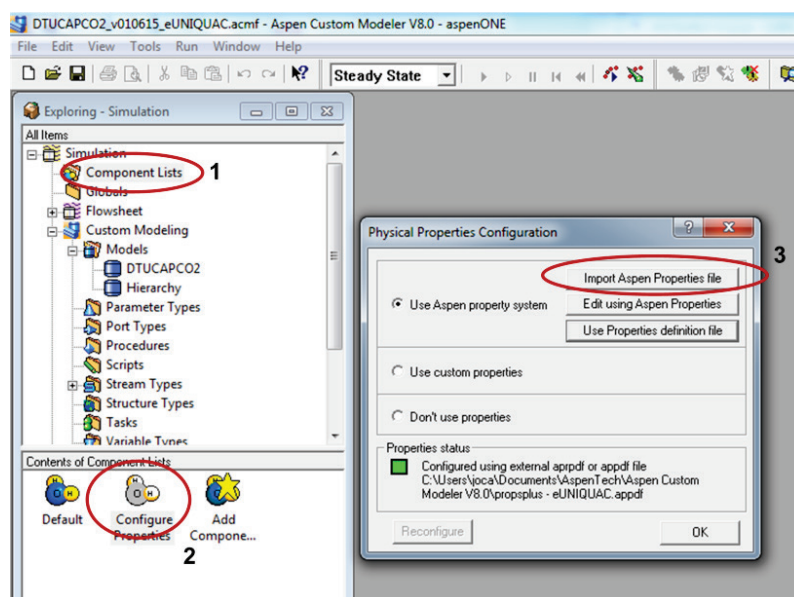 DTUCAPCO2_v010615_eUNIQUAC.acmf - Aspen Custom Modeler V8.0 - aspenONE
File Edit View Tools Run Window Help
Steady State
Exploring - Simulation
All Items
Simulation
Component Lists
1
Globals
Flowsheet
Custom Modeling
Models
DTUCAPCO2
Hierarchy
Parameter Types
Port Types
Procedures
Scripts
Stream Types
Structure Types
Tasks
Variable Types
Contents of Component Lists
Default
Configure
Properties
Add
Compone...
2
Physical Properties Configuration
3
Import Aspen Properties file
Use Aspen property system
Edit using Aspen Properties
Use Properties definition file
Use custom properties
Don't use properties
Properties status
Configured using external aprpdf or appdf file
C:\Users\joca\Documents\AspenTech\Aspen Custom
Modeler V8.0\propsplus - eUNIQUAC.appdf
Reconfigure
OK